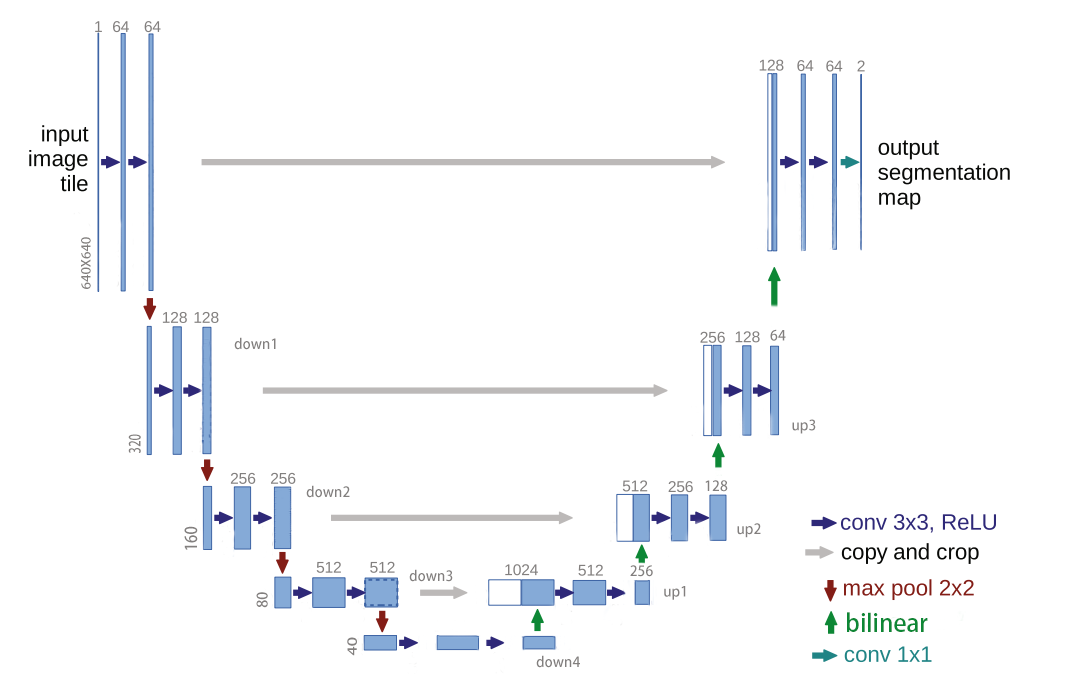 1 64 64
input
image
tile
640X640
128 64 64 2
output
segmentation
map
128 128
down1
320
256 128 64
up3
256 256
down2
160
512 256 128
up2
512 512
down3
80
1024 512 256
up1
40
down4
conv 3x3, ReLU
copy and crop
max pool 2x2
bilinear
conv 1x1